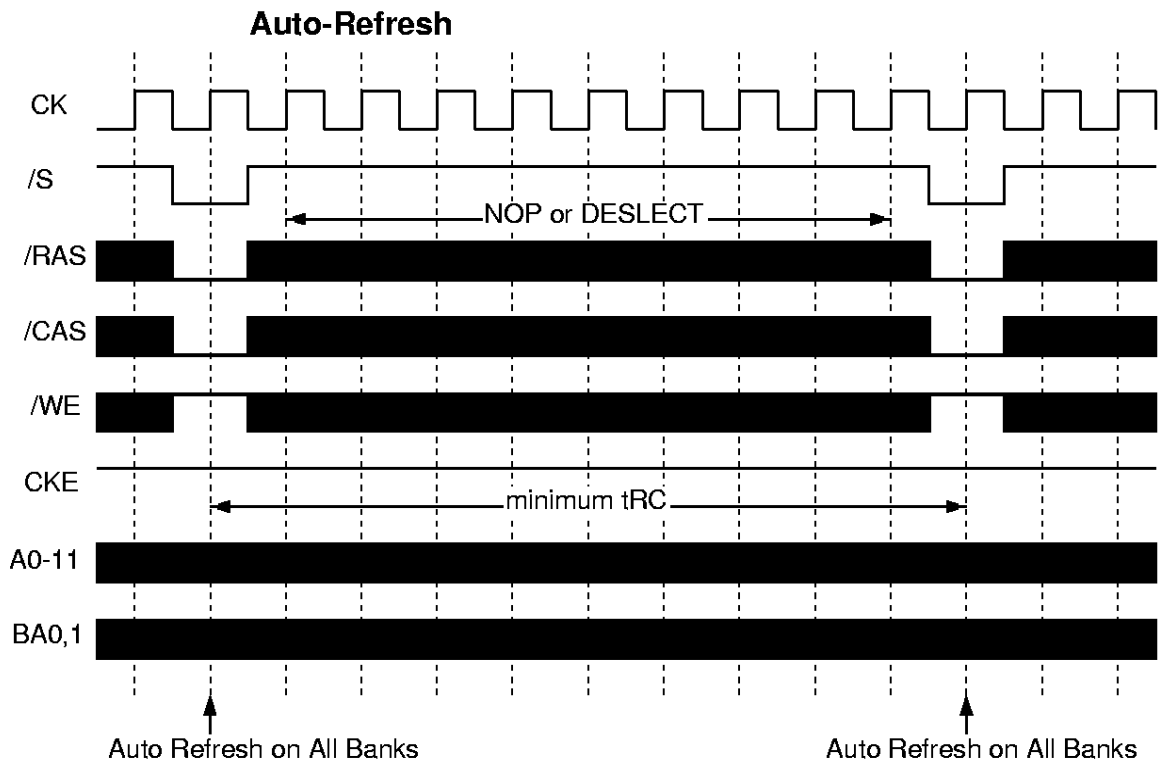 Auto-Refresh
CK
/S
NOP or DESLECT
/RAS
/CAS
/WE
CKE
minimum tRC
A0-11
BA0,1
Auto Refresh on All Banks
Auto Refresh on All Banks